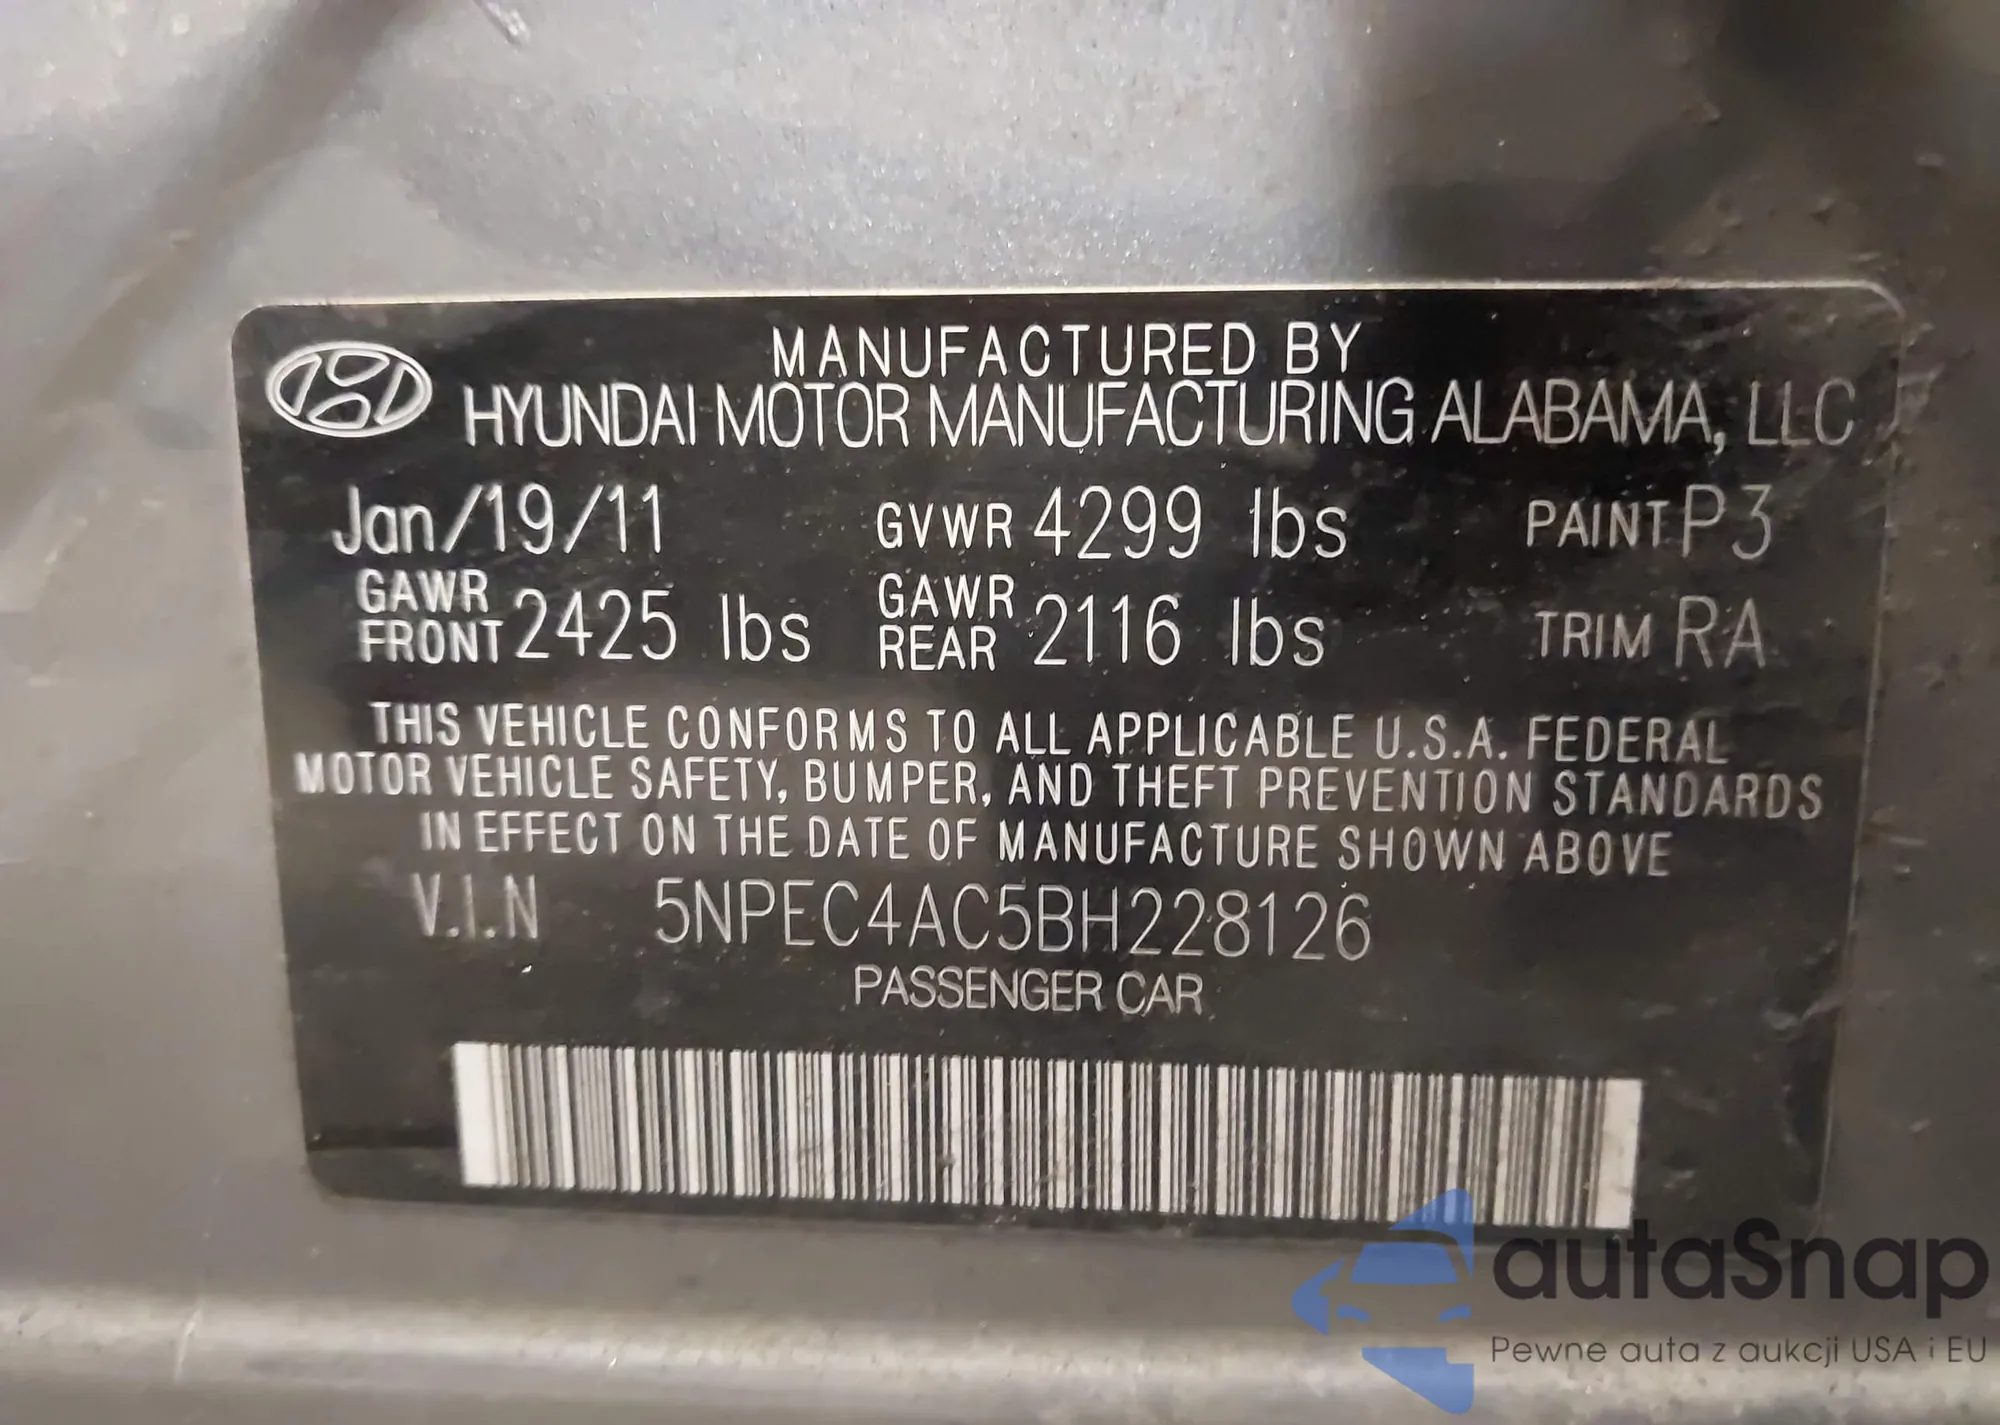 MANUFACTURED BY
HYUNDAI MOTOR MANUFACTURING ALABAMA, LLC
Jan/19/11 GVWR 4299 lbs PAINT P3
GAWR FRONT 2425 lbs GAWR REAR 2116 lbs TRIM RA
THIS VEHICLE CONFORMS TO ALL APPLICABLE U.S.A. FEDERAL
MOTOR VEHICLE SAFETY, BUMPER, AND THEFT PREVENTION STANDARDS
IN EFFECT ON THE DATE OF MANUFACTURE SHOWN ABOVE
V.I.N 5NPEC4AC5BH228126
PASSENGER CAR
autaSnap
Pewne auta z aukcji USA i EU